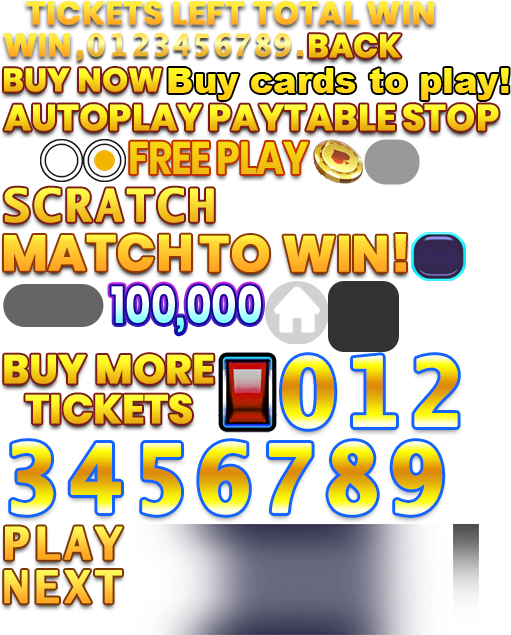 TICKETS LEFT TOTAL WIN
WIN,0123456789.BACK
BUY NOW Buy cards to play!
AUTOPLAY PAYTABLE STOP
FREE PLAY
SCRATCH
MATCH TO WIN!
100,000
BUY MORE
TICKETS
012
3456789
PLAY
NEXT